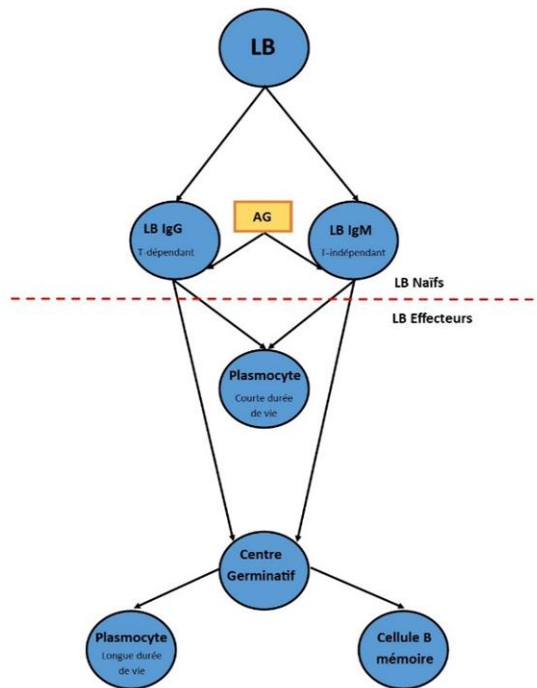 LB
LB IgG
T-dépendant
AG
LB IgM
T-indépendant
LB Naïfs
LB Effecteurs
Plasmocyte
Courte durée
de vie
Centre
Germinatif
Plasmocyte
Longue durée
de vie
Cellule B
mémoire